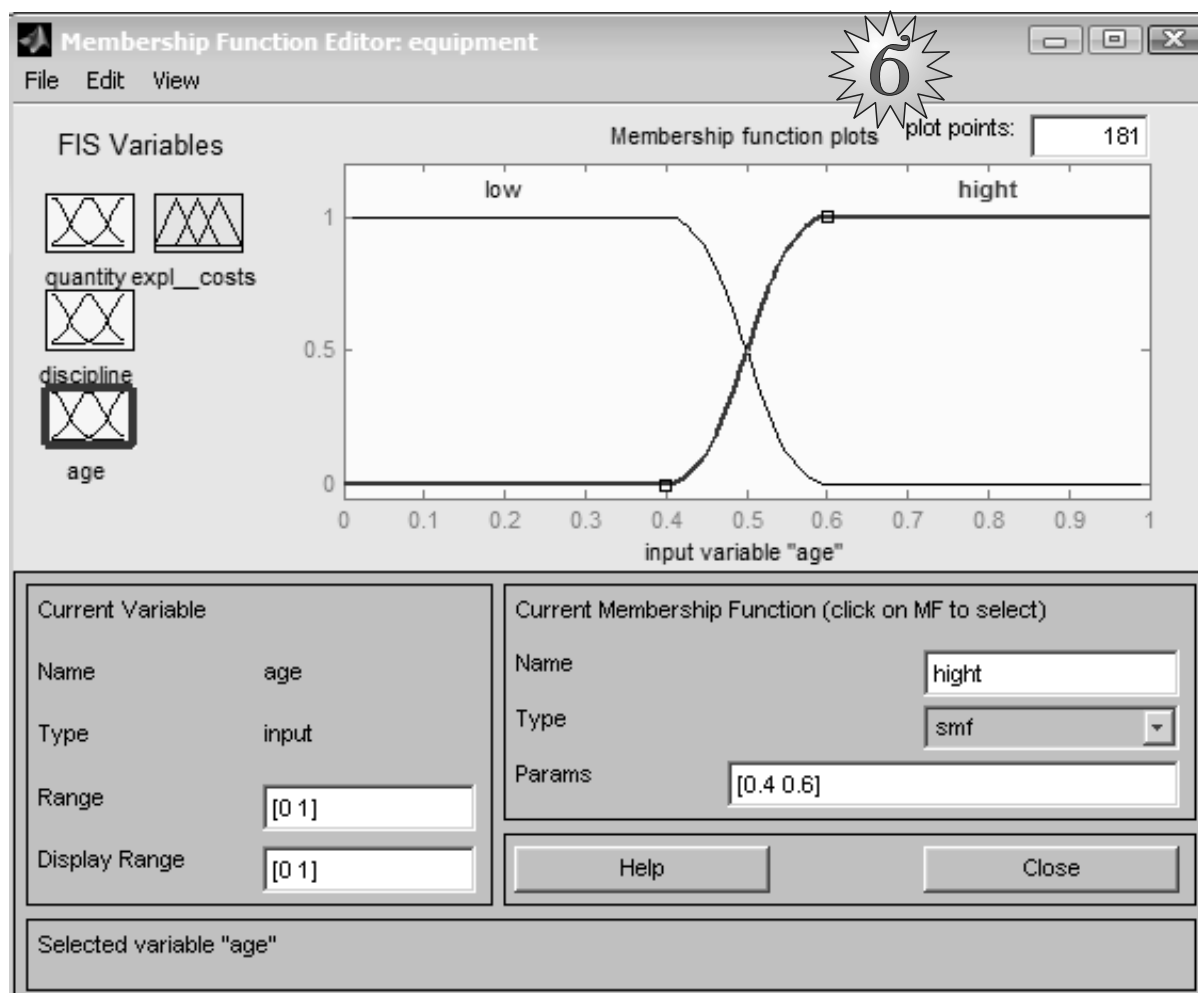 Membership Function Editor: equipment
6
File Edit View
FIS Variables
Membership function plots
plot points:
181
quantity
expl__costs
discipline
age
low
hight
1
0.5
0
0 0.1 0.2 0.3 0.4 0.5 0.6 0.7 0.8 0.9 1
input variable "age"
Current Variable
Name age
Type input
Range [0 1]
Display Range [0 1]
Current Membership Function (click on MF to select)
Name hight
Type smf
Params [0.4 0.6]
Help Close
Selected variable "age"